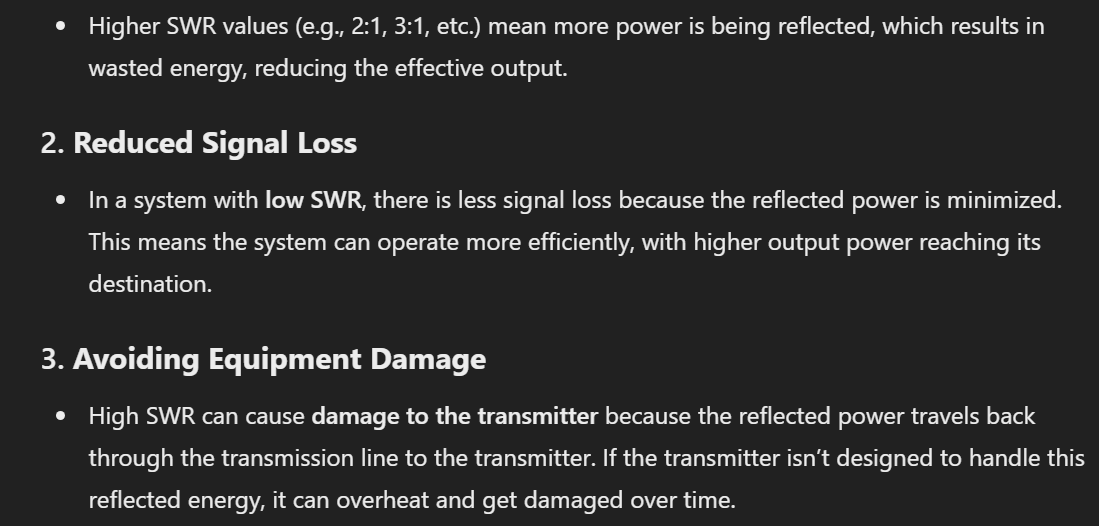 • Higher SWR values (e.g., 2:1, 3:1, etc.) mean more power is being reflected, which results in
wasted energy, reducing the effective output.
2. Reduced Signal Loss
• In a system with low SWR, there is less signal loss because the reflected power is minimized.
This means the system can operate more efficiently, with higher output power reaching its
destination.
3. Avoiding Equipment Damage
• High SWR can cause damage to the transmitter because the reflected power travels back
through the transmission line to the transmitter. If the transmitter isn’t designed to handle this
reflected energy, it can overheat and get damaged over time.